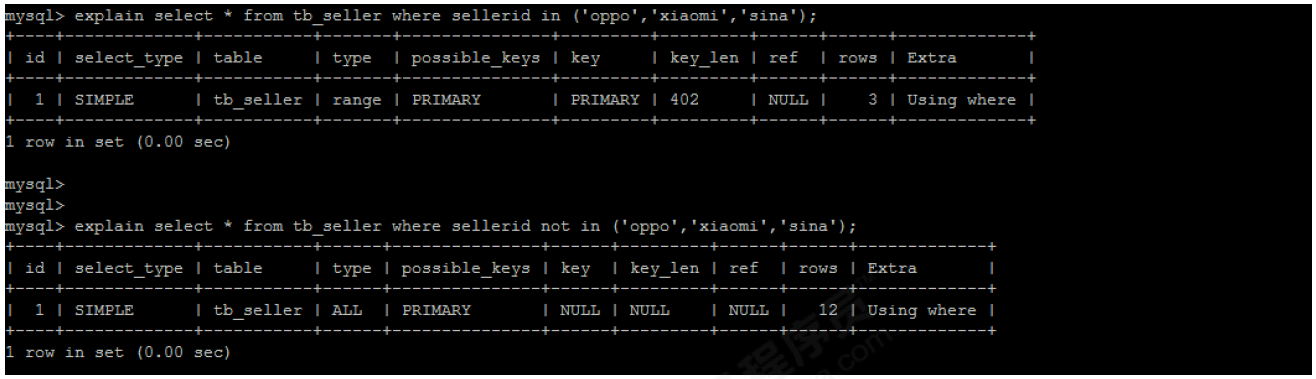 mysql> explain select * from tb_seller where sellerid in ('oppo','xiaomi','sina');
+----+-------------+-----------+-------+---------------+---------+---------+------+------+-------------+
| id | select_type | table     | type  | possible_keys | key     | key_len | ref  | rows | Extra       |
+----+-------------+-----------+-------+---------------+---------+---------+------+------+-------------+
|  1 | SIMPLE      | tb_seller | range | PRIMARY       | PRIMARY | 402     | NULL |    3 | Using where |
+----+-------------+-----------+-------+---------------+---------+---------+------+------+-------------+
1 row in set (0.00 sec)

mysql>
mysql>
mysql> explain select * from tb_seller where sellerid not in ('oppo','xiaomi','sina');
+----+-------------+-----------+------+---------------+------+---------+------+------+-------------+
| id | select_type | table     | type | possible_keys | key  | key_len | ref  | rows | Extra       |
+----+-------------+-----------+------+---------------+------+---------+------+------+-------------+
|  1 | SIMPLE      | tb_seller | ALL  | PRIMARY       | NULL | NULL    | NULL |   12 | Using where |
+----+-------------+-----------+------+---------------+------+---------+------+------+-------------+
1 row in set (0.00 sec)
程序员
.com